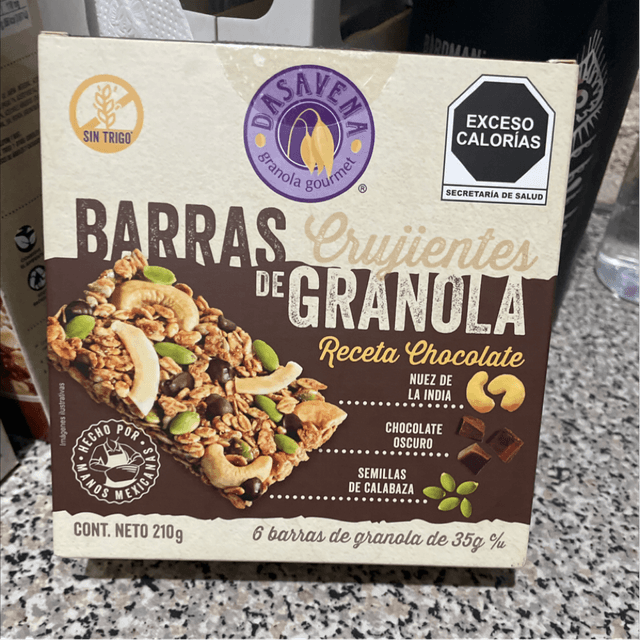 SIN TRIGO
DASAVENA
granola gourmet
®
EXCESO
CALORÍAS
SECRETARÍA DE SALUD
BARRAS Crujientes
DE GRANOLA
Receta Chocolate
NUEZ DE
LA INDIA
CHOCOLATE
OSCURO
SEMILLAS
DE CALABAZA
Imágenes ilustrativas
HECHO POR
MANOS MEXICANAS
CONT. NETO 210g
6 barras de granola de 35g c/u